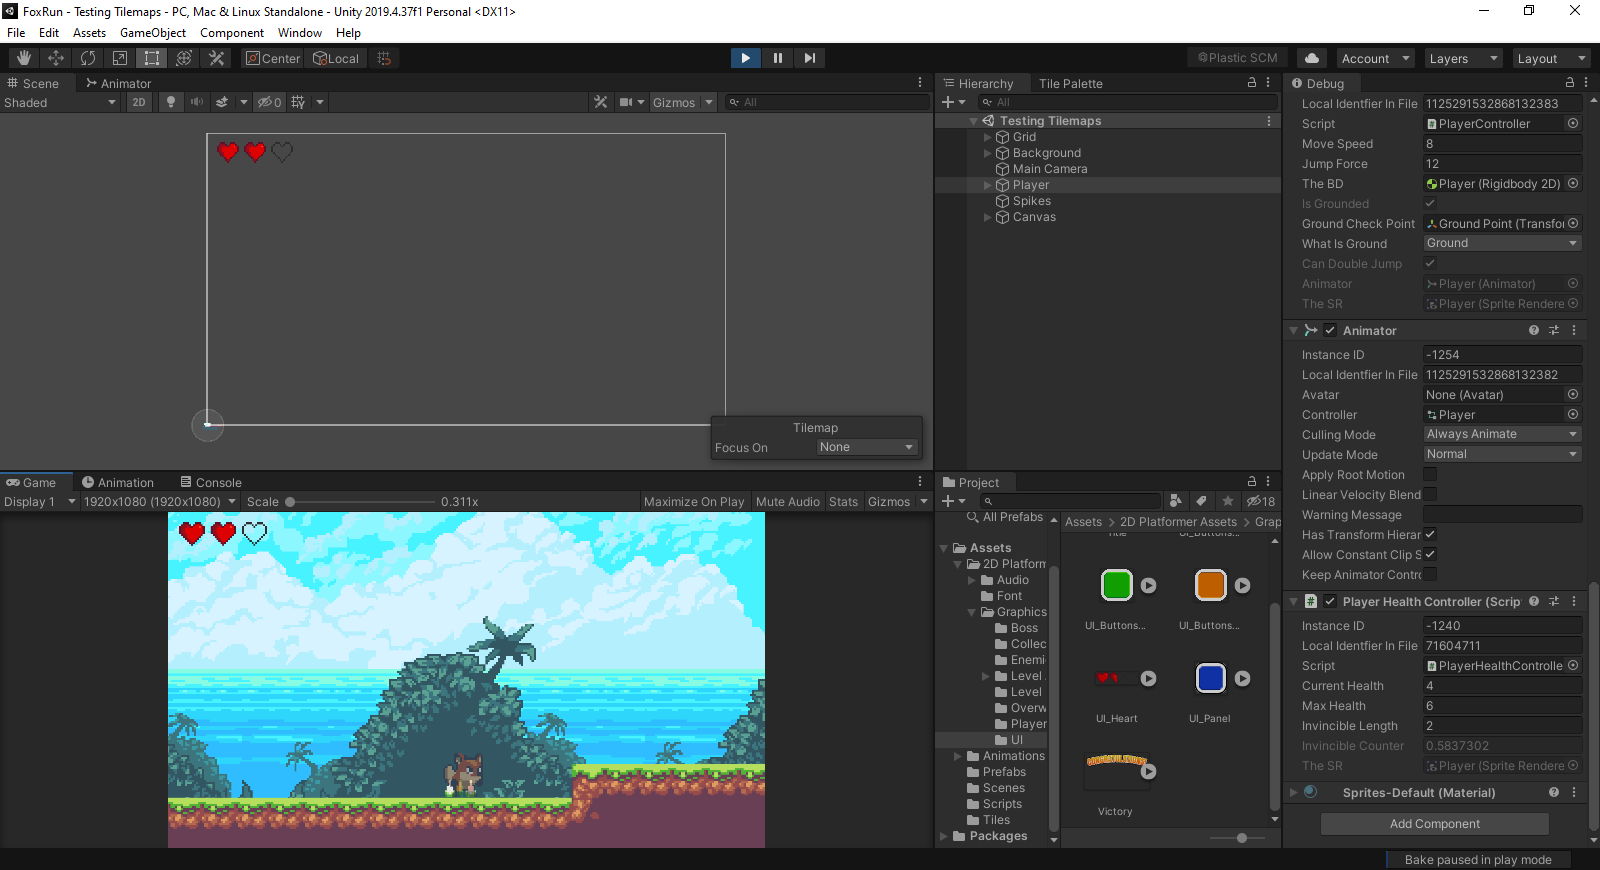 FoxRun - Testing Tilemaps - PC, Mac & Linux Standalone - Unity 2019.4.37f1 Personal <DX11>
File Edit Assets GameObject Component Window Help
Center Local
Plastic SCM Account Layers Layout
Scene Animator
Shaded 2D 0 Gizmos All
Tilemap
Focus On None
Game Animation Console
Display 1 1920x1080 (1920x1080) Scale 0.311x Maximize On Play Mute Audio Stats Gizmos
Hierarchy Tile Palette
All
Testing Tilemaps
Grid
Background
Main Camera
Player
Spikes
Canvas
Project
18
All Prefabs
Assets
2D Platform
Audio
Font
Graphics
Boss
Collec
Enemi
Level
Level
Overw
Player
UI
Animations
Prefabs
Scenes
Scripts
Tiles
Packages
Assets > 2D Platformer Assets > Grap
Title UI_Buttons...
UI_Buttons... UI_Buttons...
UI_Heart UI_Panel
Victory
Debug
Local Identfier In File 1125291532868132383
Script PlayerController
Move Speed 8
Jump Force 12
The BD Player (Rigidbody 2D)
Is Grounded
Ground Check Point Ground Point (Transfor
What Is Ground Ground
Can Double Jump
Animator Player (Animator)
The SR Player (Sprite Rendere
Animator
Instance ID -1254
Local Identfier In File 1125291532868132382
Avatar None (Avatar)
Controller Player
Culling Mode Always Animate
Update Mode Normal
Apply Root Motion
Linear Velocity Blend
Warning Message
Has Transform Hierar
Allow Constant Clip S
Keep Animator Contro
Player Health Controller (Scrip
Instance ID -1240
Local Identfier In File 71604711
Script PlayerHealthControlle
Current Health 4
Max Health 6
Invincible Length 2
Invincible Counter 0.5837302
The SR Player (Sprite Rendere
Sprites-Default (Material)
Add Component
Bake paused in play mode